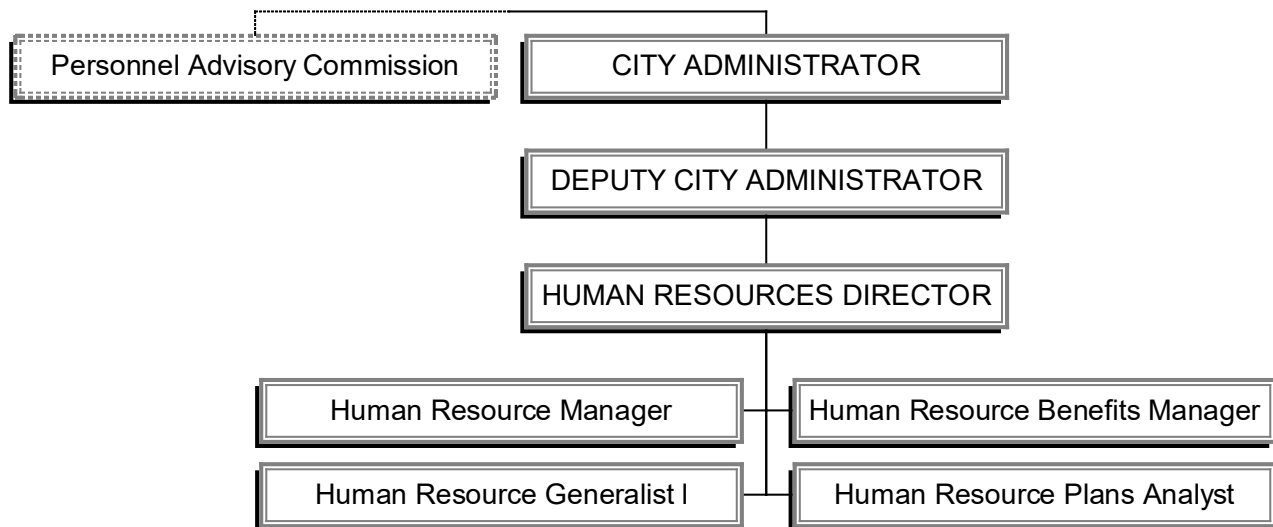 Personnel Advisory Commission
CITY ADMINISTRATOR
DEPUTY CITY ADMINISTRATOR
HUMAN RESOURCES DIRECTOR
Human Resource Manager
Human Resource Benefits Manager
Human Resource Generalist I
Human Resource Plans Analyst